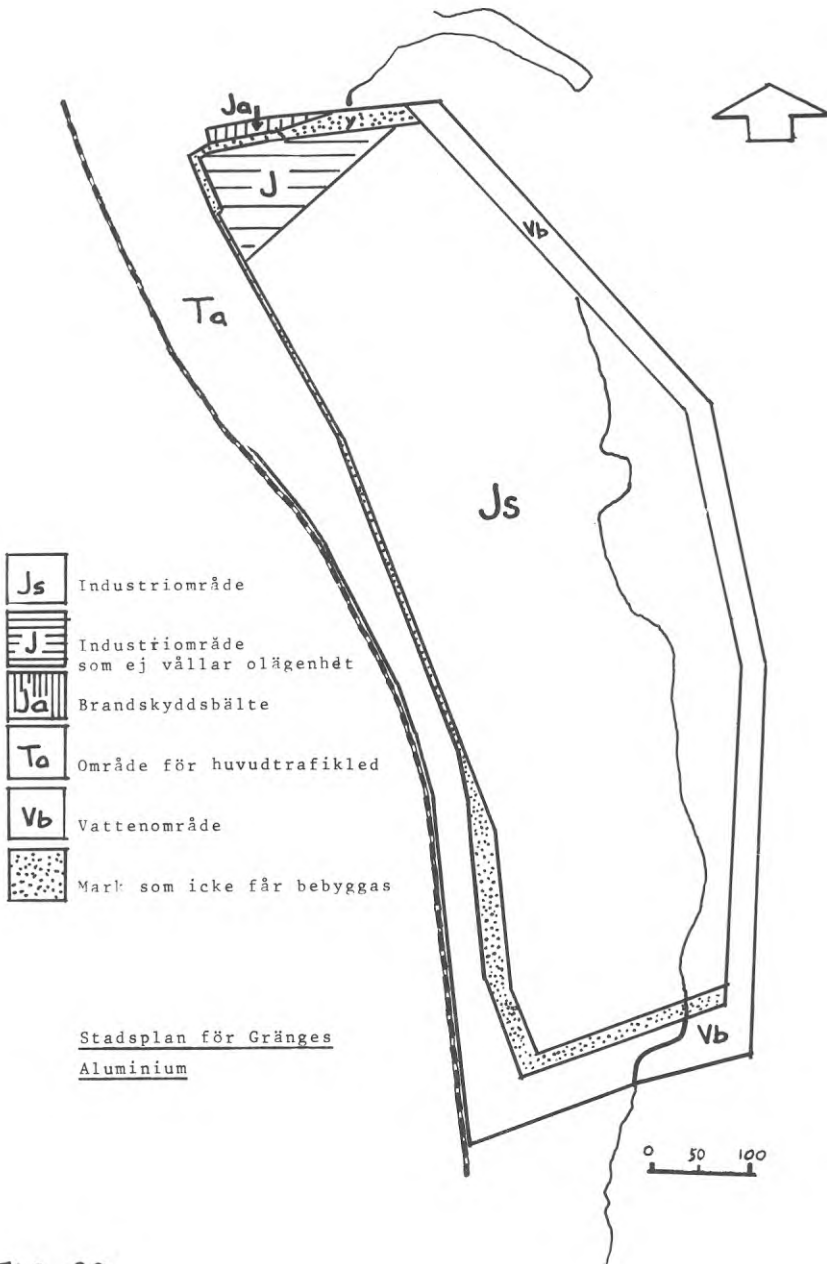 Ja
y
J
Vb
Ta
Js
Js Industriområde
J Industriområde
som ej vållar olägenhet
Ja Brandskyddsbälte
Ta Område för huvudtrafikled
Vb Vattenområde
Mark som icke får bebyggas
Stadsplan för Gränges
Aluminium
Vb
0 50 100